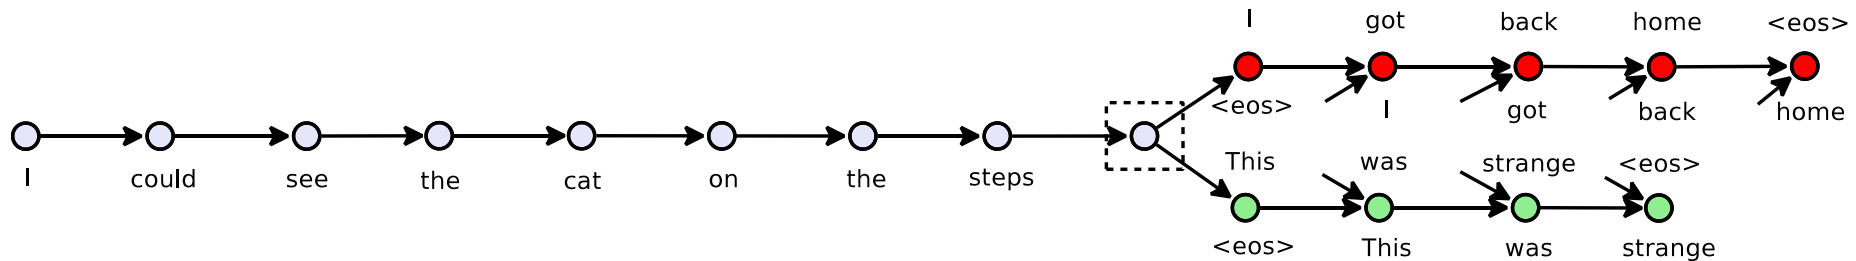 I got back home <eos>
<eos> I got back home
I could see the cat on the steps
This was strange <eos>
<eos> This was strange